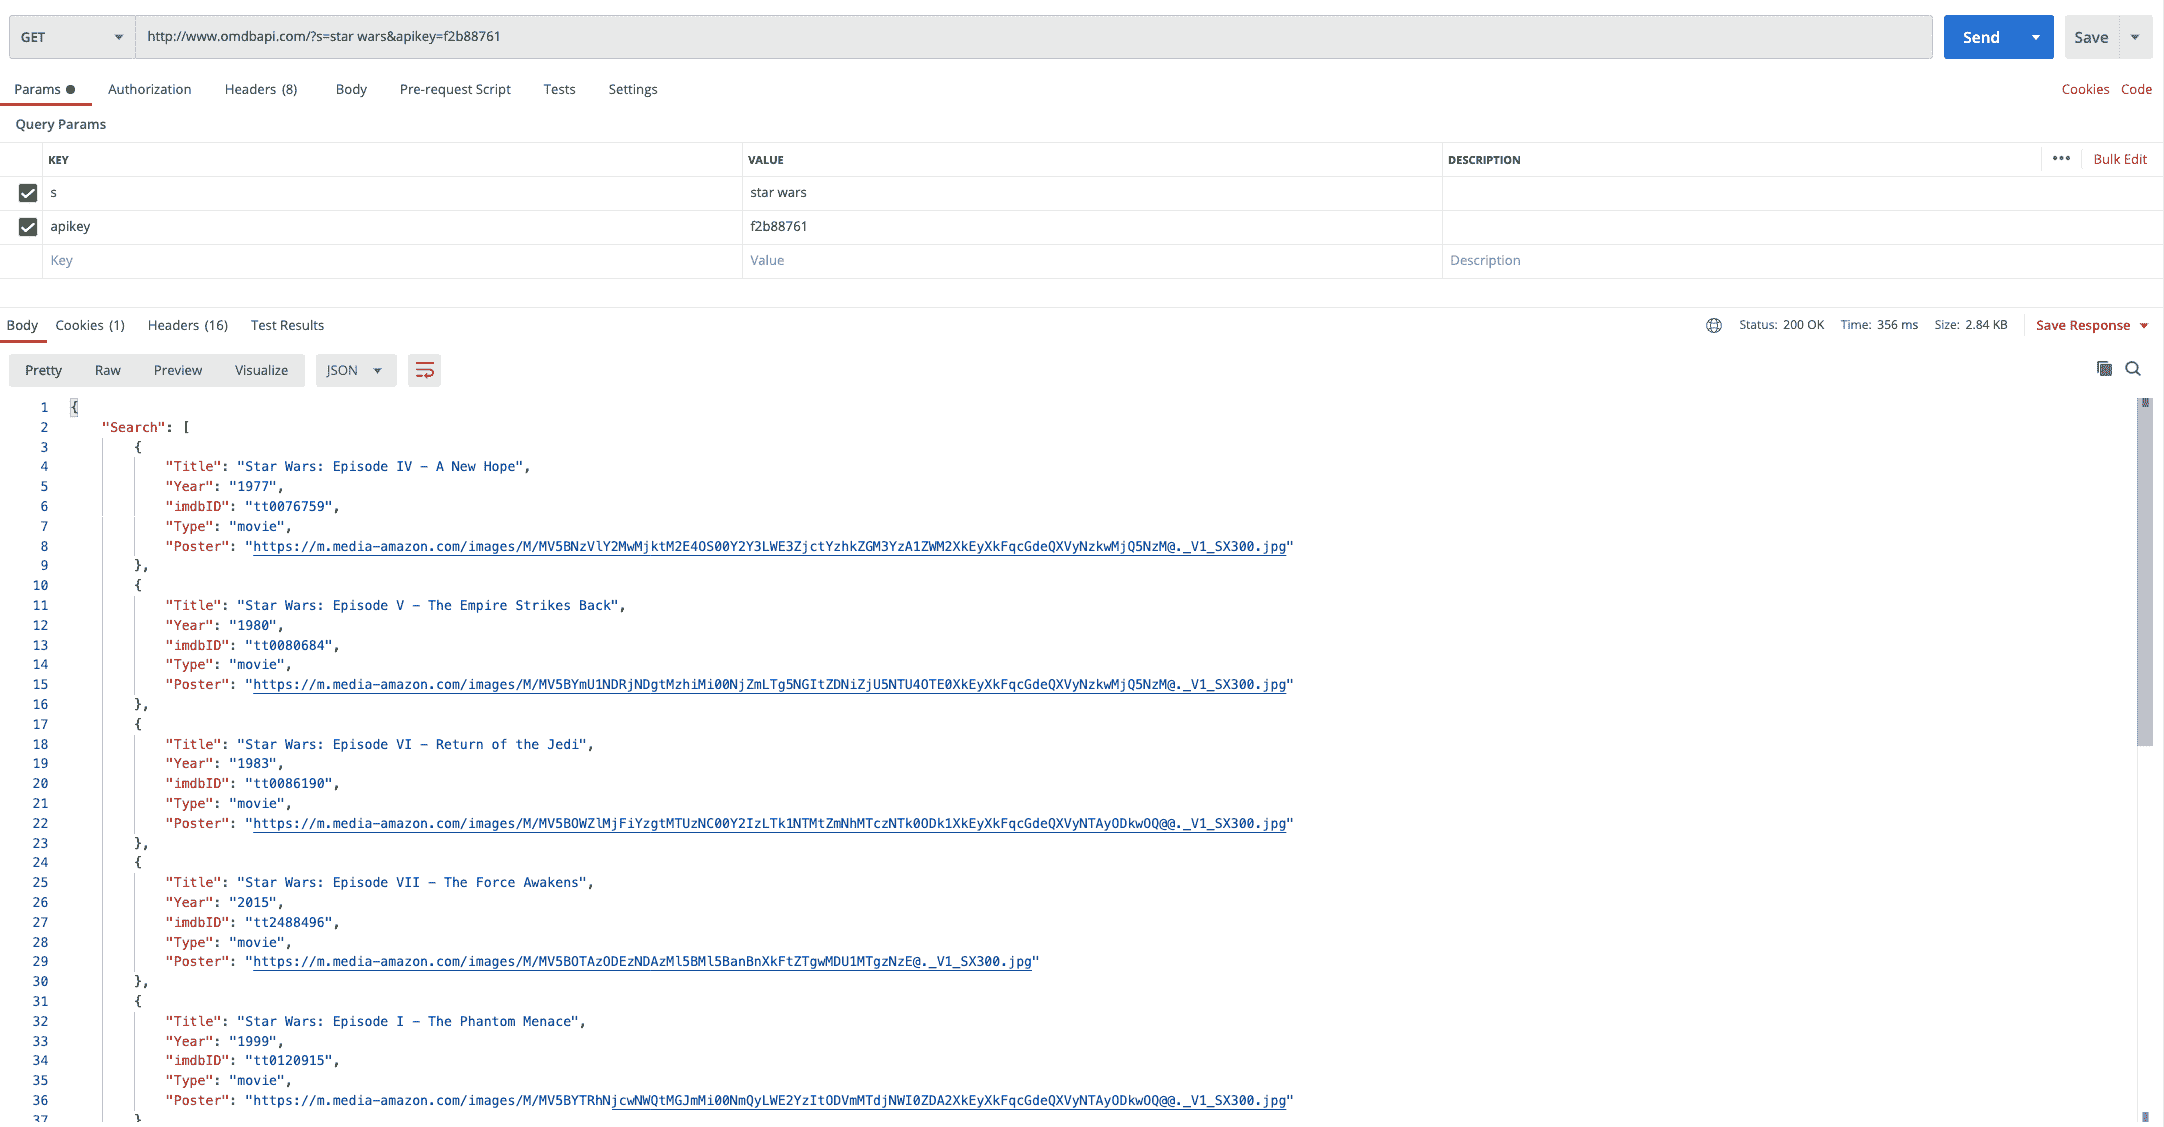 GET http://www.omdbapi.com/?s=star wars&apikey=f2b88761 Send Save
Params Authorization Headers (8) Body Pre-request Script Tests Settings Cookies Code
Query Params
KEY VALUE DESCRIPTION ••• Bulk Edit
s star wars
apikey f2b88761
Key Value Description
Body Cookies (1) Headers (16) Test Results Status: 200 OK Time: 356 ms Size: 2.84 KB Save Response
Pretty Raw Preview Visualize JSON
1 {
2 "Search": [
3 {
4 "Title": "Star Wars: Episode IV - A New Hope",
5 "Year": "1977",
6 "imdbID": "tt0076759",
7 "Type": "movie",
8 "Poster": "https://m.media-amazon.com/images/M/MV5BNzVlY2MwMjktM2E4OS00Y2Y3LWE3ZjctYzhkZGM3YzA1ZWM2XkEyXkFqcGdeQXVyNzkwMjQ5NzM@._V1_SX300.jpg"
9 },
10 {
11 "Title": "Star Wars: Episode V - The Empire Strikes Back",
12 "Year": "1980",
13 "imdbID": "tt0080684",
14 "Type": "movie",
15 "Poster": "https://m.media-amazon.com/images/M/MV5BYmU1NDRjNDgtMzhiMi00NjZmLTg5NGItZDNiZjU5NTU4OTE0XkEyXkFqcGdeQXVyNzkwMjQ5NzM@._V1_SX300.jpg"
16 },
17 {
18 "Title": "Star Wars: Episode VI - Return of the Jedi",
19 "Year": "1983",
20 "imdbID": "tt0086190",
21 "Type": "movie",
22 "Poster": "https://m.media-amazon.com/images/M/MV5BOWZlMjFiYzgtMTUzNC00Y2IzLTk1NTMtZmNhMTczNTk0ODk1XkEyXkFqcGdeQXVyNTAyODkwOQ@@._V1_SX300.jpg"
23 },
24 {
25 "Title": "Star Wars: Episode VII - The Force Awakens",
26 "Year": "2015",
27 "imdbID": "tt2488496",
28 "Type": "movie",
29 "Poster": "https://m.media-amazon.com/images/M/MV5BOTAzODEzNDAzMl5BMl5BanBnXkFtZTgwMDU1MTgzNzE@._V1_SX300.jpg"
30 },
31 {
32 "Title": "Star Wars: Episode I - The Phantom Menace",
33 "Year": "1999",
34 "imdbID": "tt0120915",
35 "Type": "movie",
36 "Poster": "https://m.media-amazon.com/images/M/MV5BYTRhNjcwNWQtMGJmMi00NmQyLWE2YzItODVmMTdjNWI0ZDA2XkEyXkFqcGdeQXVyNTAyODkwOQ@@._V1_SX300.jpg"
37 }